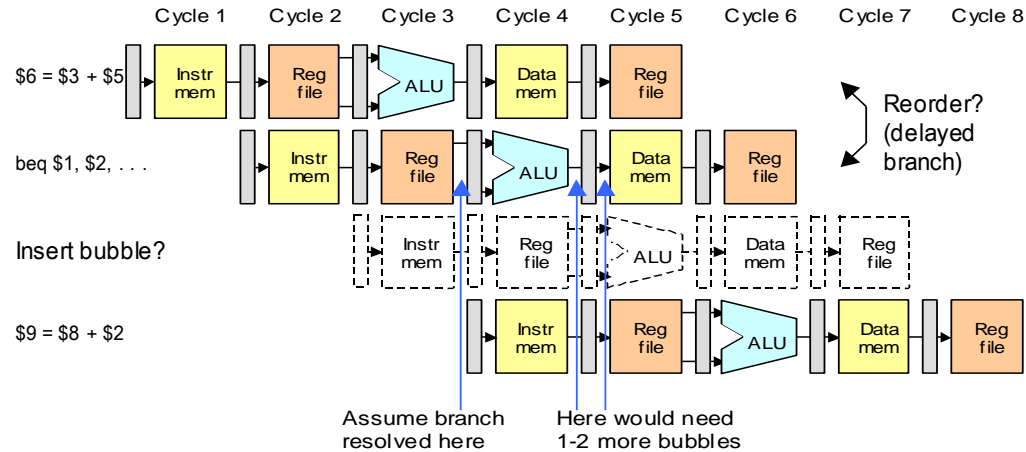 Cycle 1 Cycle 2 Cycle 3 Cycle 4 Cycle 5 Cycle 6 Cycle 7 Cycle 8
$6 = $3 + $5
Instr
mem
Reg
file
ALU
Data
mem
Reg
file
Reorder?
(delayed
branch)
beq $1, $2, . . .
Instr
mem
Reg
file
ALU
Data
mem
Reg
file
Insert bubble?
Instr
mem
Reg
file
ALU
Data
mem
Reg
file
$9 = $8 + $2
Instr
mem
Reg
file
ALU
Data
mem
Reg
file
Assume branch
resolved here
Here would need
1-2 more bubbles